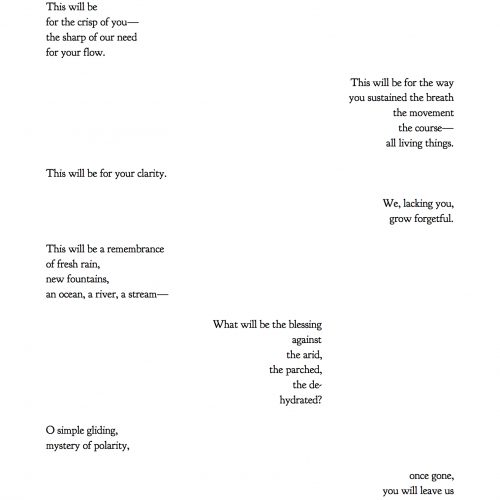 This will be
for the crisp of you—
the sharp of our need
for your flow.
This will be for the way
you sustained the breath
the movement
the course—
all living things.
This will be for your clarity.
We, lacking you,
grow forgetful.
This will be a remembrance
of fresh rain,
new fountains,
an ocean, a river, a stream—
What will be the blessing
against
the arid,
the parched,
the de-
hydrated?
O simple gliding,
mystery of polarity,
once gone,
you will leave us